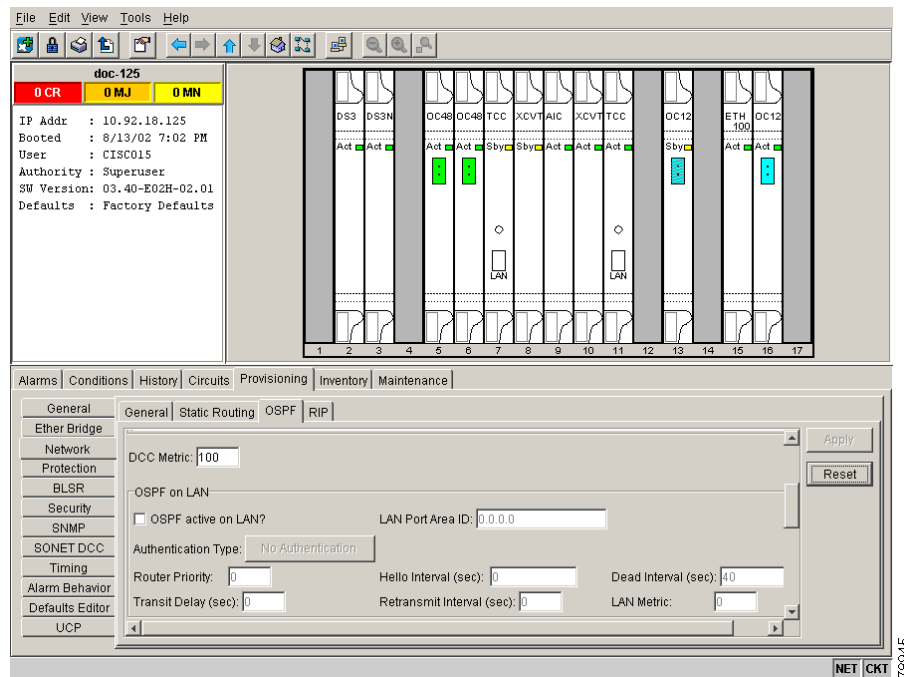 File Edit View Tools Help
doc-125
0 CR 0 MJ 0 MN
IP Addr : 10.92.18.125
Booted : 8/13/02 7:02 PM
User : CISCO15
Authority : Superuser
SW Version: 03.40-E02H-02.01
Defaults : Factory Defaults
DS3 DS3N OC48 OC48 TCC XCVT AIC XCVT TCC OC12 ETH 100 OC12
Act Act Act Act Sby Sby Act Act Act Sby Act Act
LAN LAN
1 2 3 4 5 6 7 8 9 10 11 12 13 14 15 16 17
Alarms Conditions History Circuits Provisioning Inventory Maintenance
General
Ether Bridge
Network
Protection
BLSR
Security
SNMP
SONET DCC
Timing
Alarm Behavior
Defaults Editor
UCP
General Static Routing OSPF RIP
DCC Metric: 100
OSPF on LAN
OSPF active on LAN? LAN Port Area ID: 0.0.0.0
Authentication Type: No Authentication
Router Priority: 0 Hello Interval (sec): 0 Dead Interval (sec): 40
Transit Delay (sec): 0 Retransmit Interval (sec): 0 LAN Metric: 0
Apply
Reset
NET CKT
79945